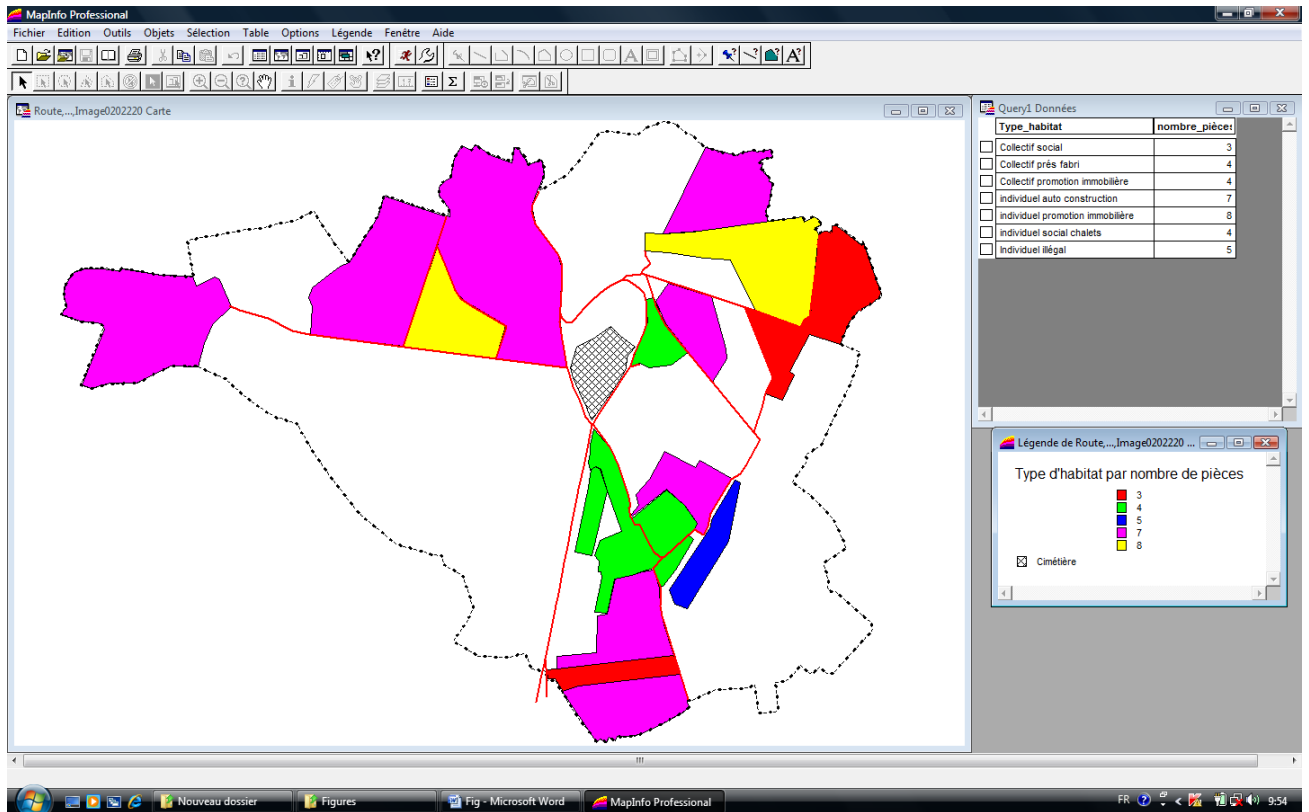 MapInfo Professional
Fichier Edition Outils Objets Sélection Table Options Légende Fenêtre Aide
Route,...,Image0202220 Carte
Query1 Données
Type_habitat nombre_pièces
Collectif social 3
Collectif prés fabri 4
Collectif promotion immobilière 4
individuel auto construction 7
individuel promotion immobilière 8
individuel social chalets 4
Individuel illégal 5
Légende de Route,...,Image0202220 ...
Type d'habitat par nombre de pièces
3
4
5
7
8
Cimétière
Nouveau dossier Figures Fig - Microsoft Word MapInfo Professional FR 9:54